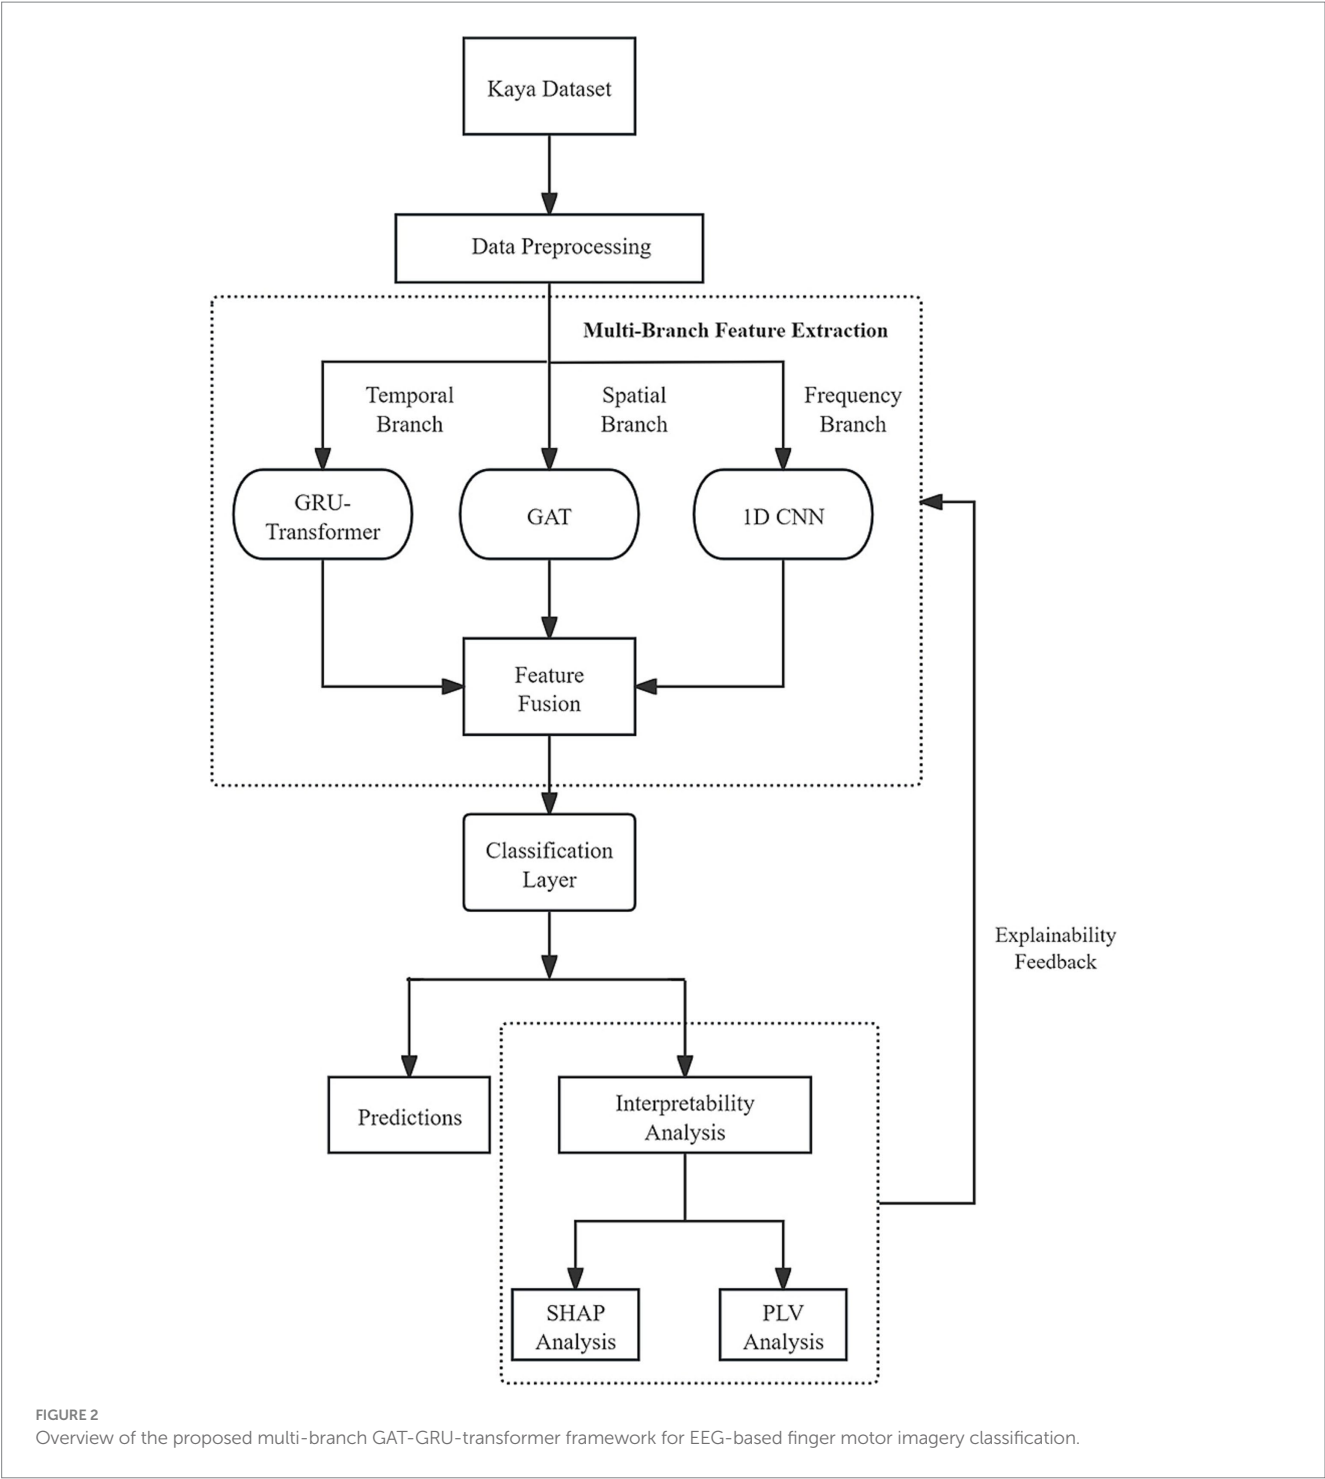 Kaya Dataset
Data Preprocessing
Multi-Branch Feature Extraction
Temporal
Branch
Spatial
Branch
Frequency
Branch
GRU-
Transformer
GAT
1D CNN
Feature
Fusion
Classification
Layer
Explainability
Feedback
Predictions
Interpretability
Analysis
SHAP
Analysis
PLV
Analysis
FIGURE 2
Overview of the proposed multi-branch GAT-GRU-transformer framework for EEG-based finger motor imagery classification.